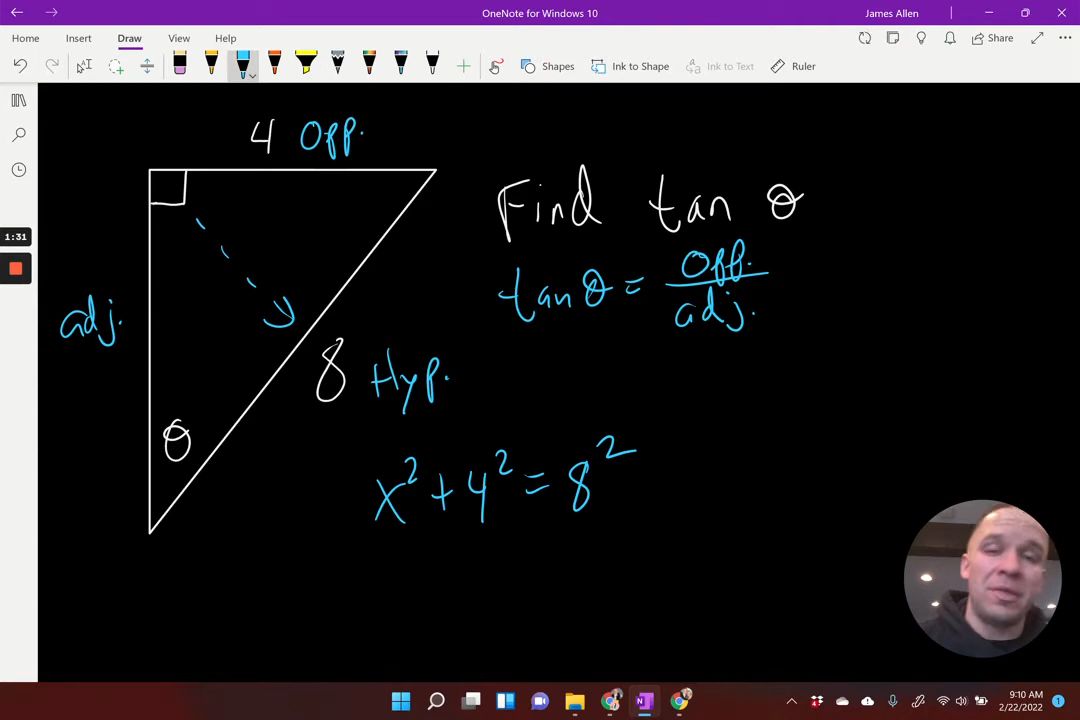 OneNote for Windows 10
James Allen
Home Insert Draw View Help
Share
Shapes Ink to Shape Ink to Text Ruler
4 Opp.
Find tan θ
1:31
tan θ = Opp. / adj.
adj.
8 Hyp.
θ
x² + 4² = 8²
9:10 AM
2/22/2022
1